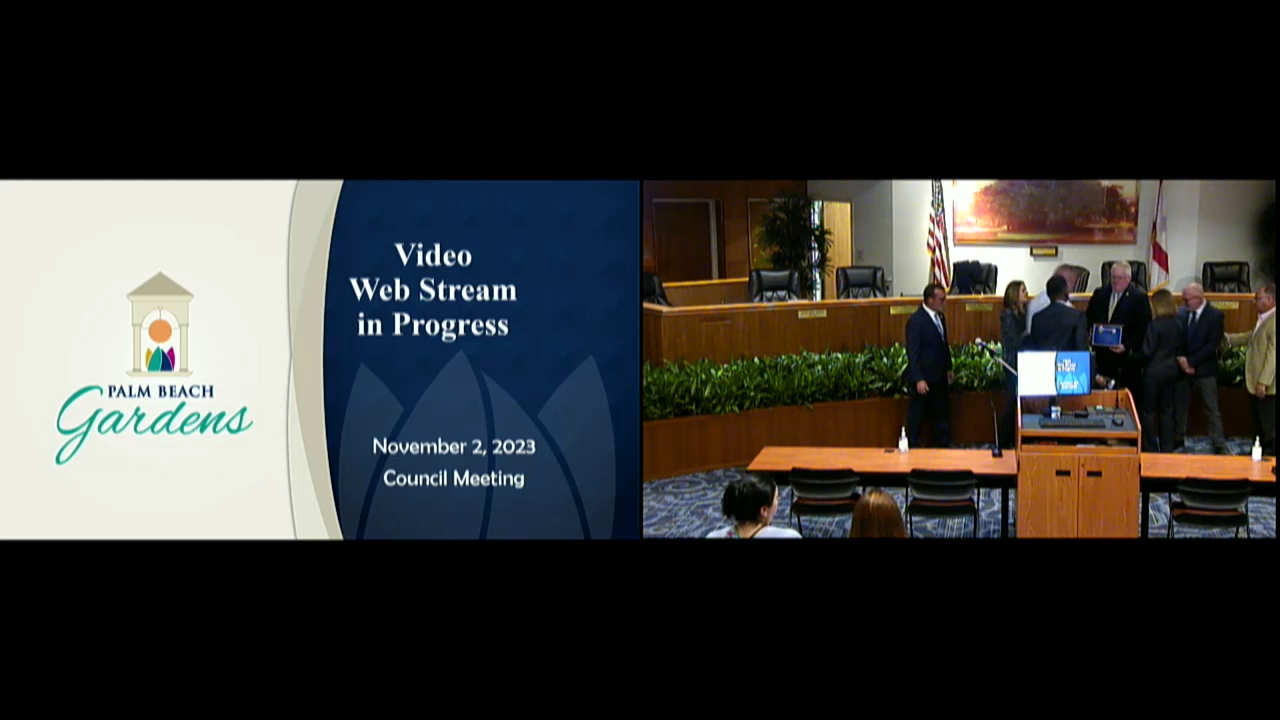 PALM BEACH
Gardens
Video
Web Stream
in Progress
November 2, 2023
Council Meeting